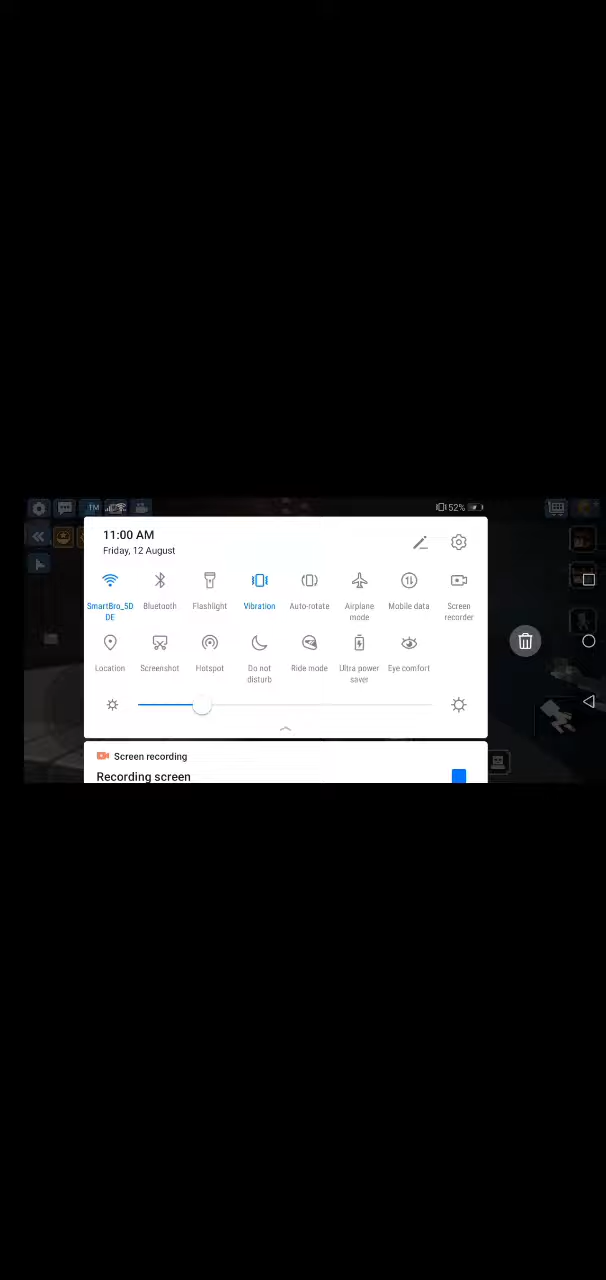 TM
52%
11:00 AM
Friday, 12 August
SmartBro_5D
DE
Bluetooth
Flashlight
Vibration
Auto-rotate
Airplane
mode
Mobile data
Screen
recorder
Location
Screenshot
Hotspot
Do not
disturb
Ride mode
Ultra power
saver
Eye comfort
Screen recording
Recording screen